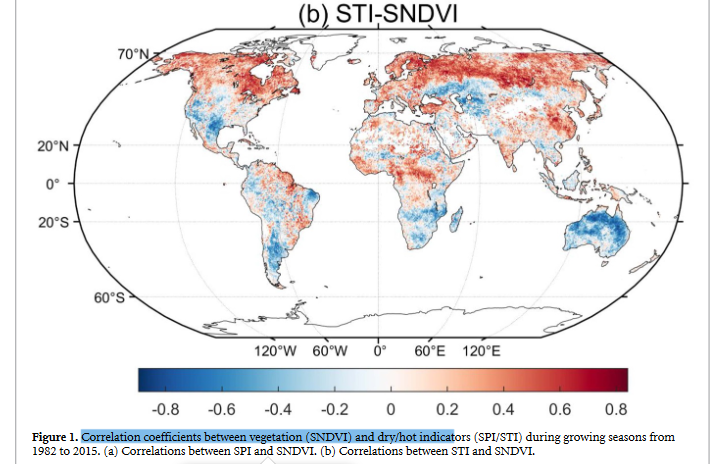 (b) STI-SNDVI
70°N
20°N
0°
20°S
60°S
120°W 60°W 0° 60°E 120°E
-0.8 -0.6 -0.4 -0.2 0 0.2 0.4 0.6 0.8
Figure 1. Correlation coefficients between vegetation (SNDVI) and dry/hot indicators (SPI/STI) during growing seasons from
1982 to 2015. (a) Correlations between SPI and SNDVI. (b) Correlations between STI and SNDVI.